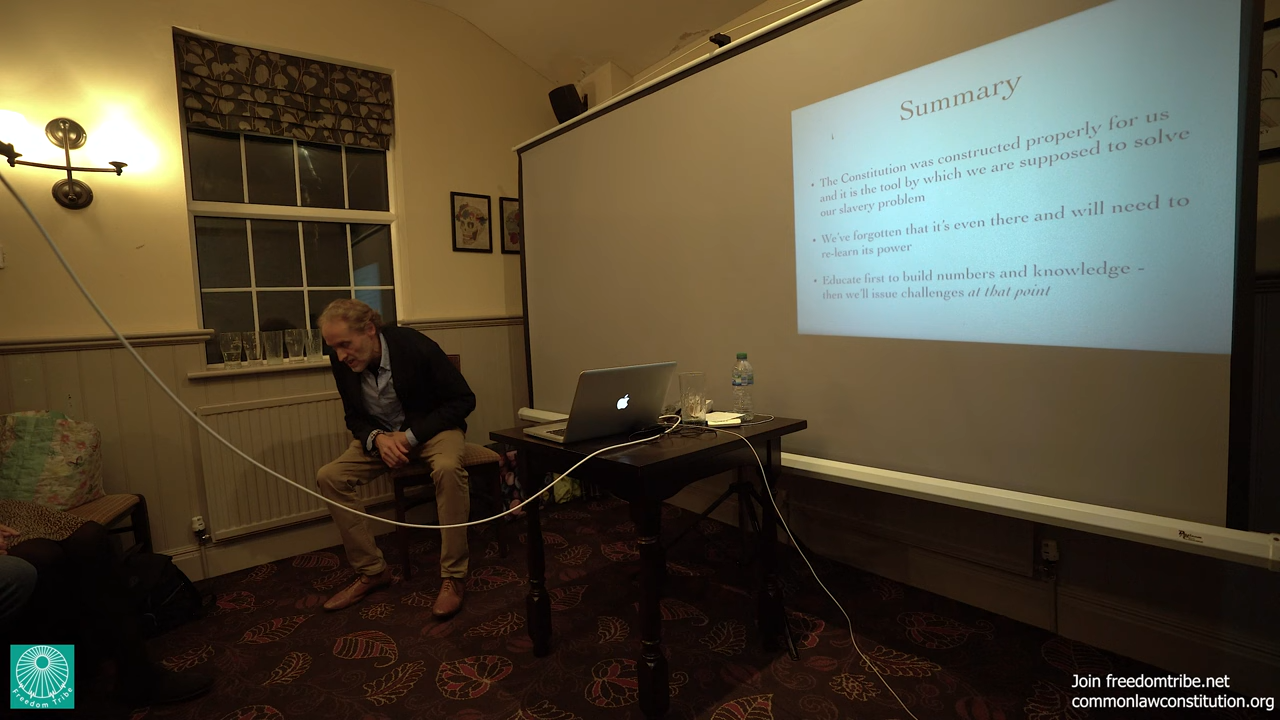 Summary
• The Constitution was constructed properly for us
and it is the tool by which we are supposed to solve
our slavery problem
• We've forgotten that it's even there and will need to
re-learn its power
• Educate first to build numbers and knowledge -
then we'll issue challenges at that point
Freedom Tribe
Join freedomtribe.net
commonlawconstitution.org